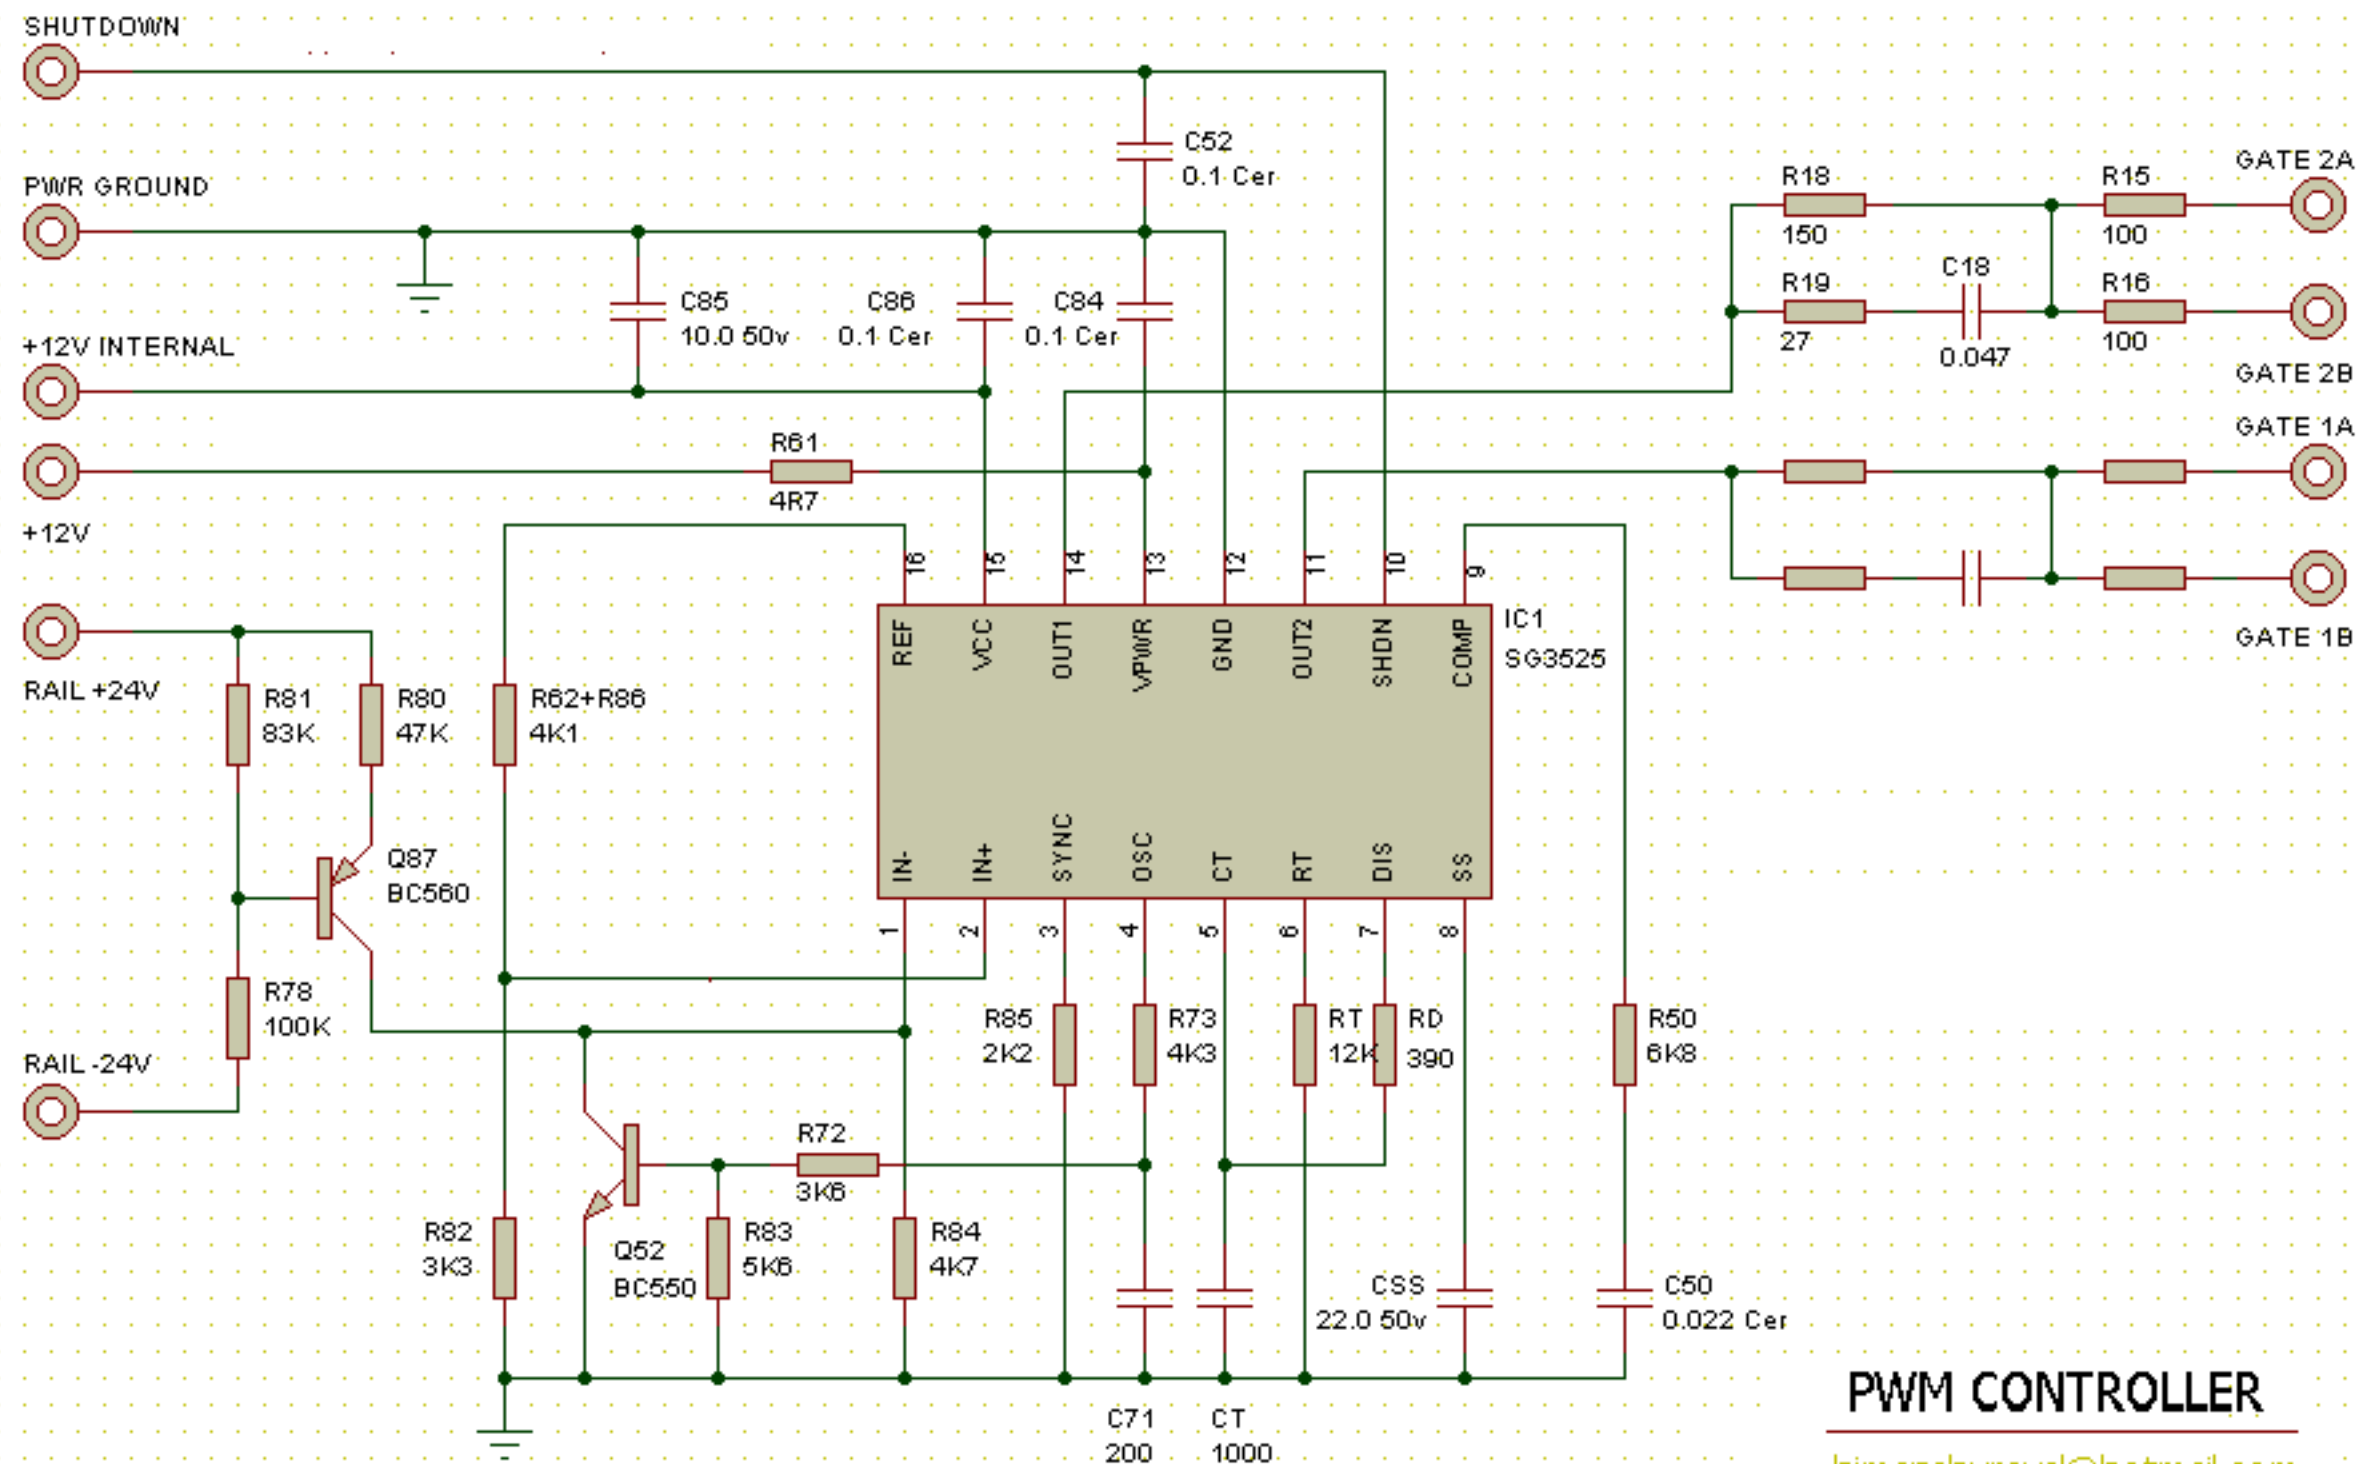 SHUTDOWN
C52
0.1 Cer
PWR GROUND
C85
10.0 50v
C86
0.1 Cer
C84
0.1 Cer
+12V INTERNAL
R61
4R7
+12V
R18
150
R15
100
GATE 2A
R19
27
C18
0.047
R16
100
GATE 2B
GATE 1A
GATE 1B
16
15
14
13
12
11
10
9
REF
VCC
OUT1
VPWR
GND
OUT2
SHDN
COMP
IC1
SG3525
IN-
IN+
SYNC
OSC
CT
RT
DIS
SS
1
2
3
4
5
6
7
8
RAIL +24V
R81
83K
R80
47K
R62+R86
4K1
Q87
BC560
R78
100K
RAIL -24V
R85
2K2
R73
4K3
RT
12K
RD
390
R50
6K8
R72
3K6
R82
3K3
Q52
BC550
R83
5K6
R84
4K7
CSS
22.0 50v
C50
0.022 Cer
C71
200
CT
1000
PWM CONTROLLER